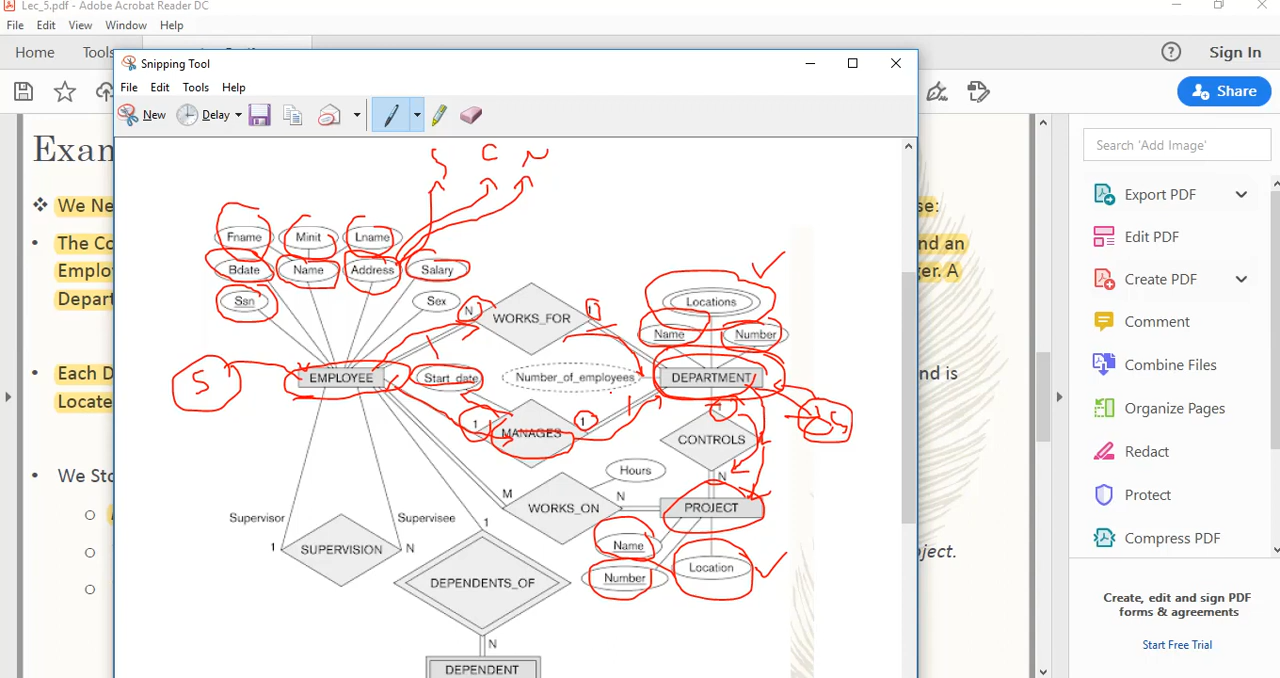 Lec_5.pdf - Adobe Acrobat Reader DC
File Edit View Window Help
Home Tools
Sign In
Share
Snipping Tool
File Edit Tools Help
New Delay
Exan
We Ne
se:
The Co
nd an
Employ
ger. A
Depart
Each D
nd is
Locate
We Sto
oject.
S C N
Fname Minit Lname
Bdate Name Address Salary
Ssn Sex
N WORKS_FOR 1
Locations
Name Number
5
EMPLOYEE Start_date Number_of_employees DEPARTMENT
1 MANAGES 1
1
CONTROLS
N
Hours
M WORKS_ON N PROJECT
Supervisor Supervisee
1 SUPERVISION N
1
DEPENDENTS_OF
N
DEPENDENT
Name
Number
Location
Search 'Add Image'
Export PDF
Edit PDF
Create PDF
Comment
Combine Files
Organize Pages
Redact
Protect
Compress PDF
Create, edit and sign PDF
forms & agreements
Start Free Trial